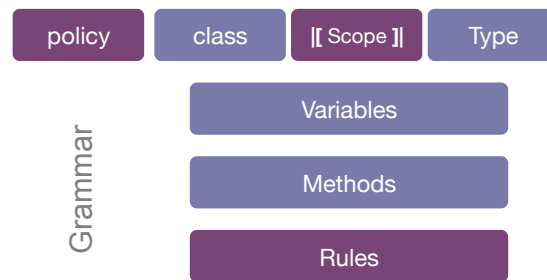 policy class |[ Scope ]| Type
Variables
Methods
Rules
Grammar